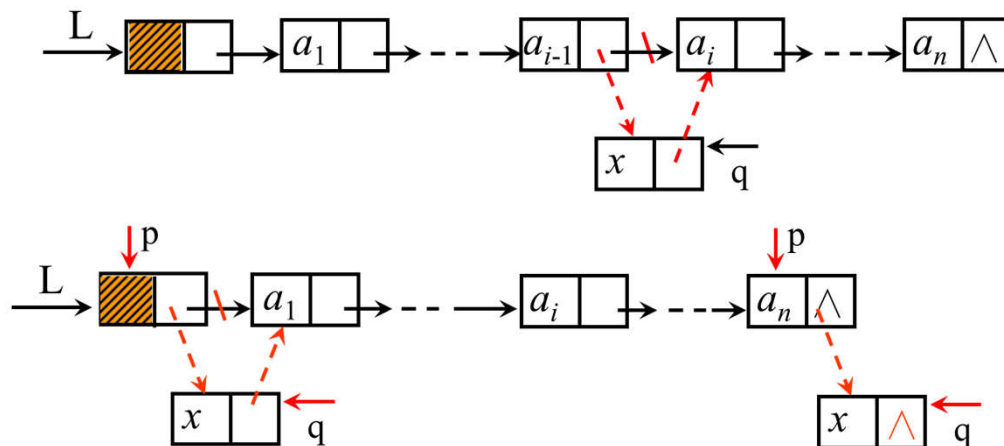 L a₁ aᵢ₋₁ aᵢ aₙ ∧
x q
p p
L a₁ aᵢ aₙ ∧
x q x ∧ q